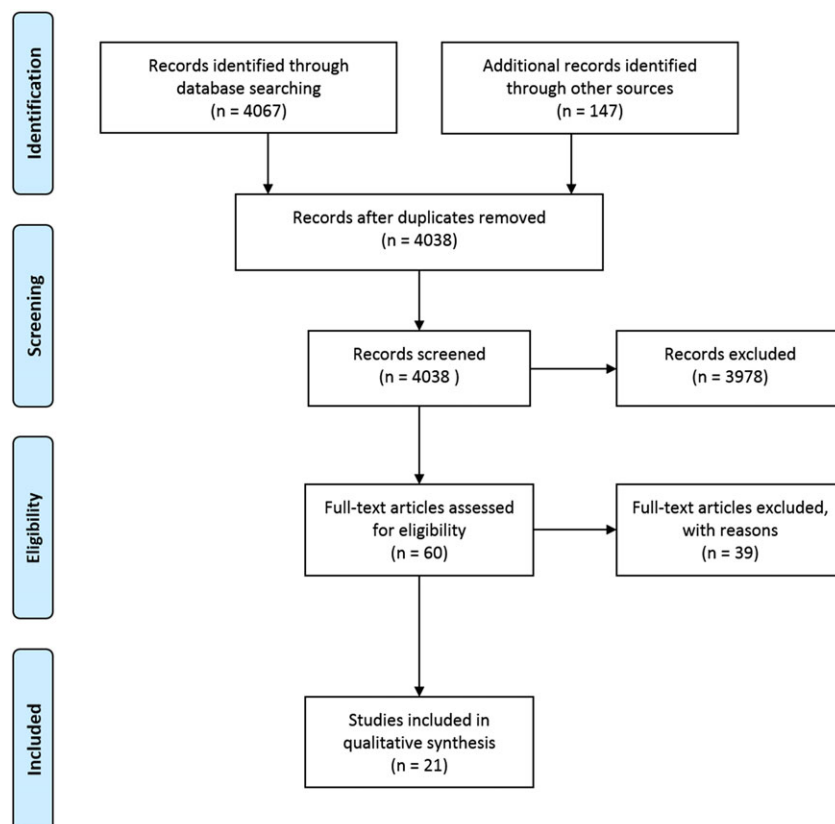 Identification
Records identified through
database searching
(n = 4067)
Additional records identified
through other sources
(n = 147)
Records after duplicates removed
(n = 4038)
Screening
Records screened
(n = 4038 )
Records excluded
(n = 3978)
Eligibility
Full-text articles assessed
for eligibility
(n = 60)
Full-text articles excluded,
with reasons
(n = 39)
Included
Studies included in
qualitative synthesis
(n = 21)